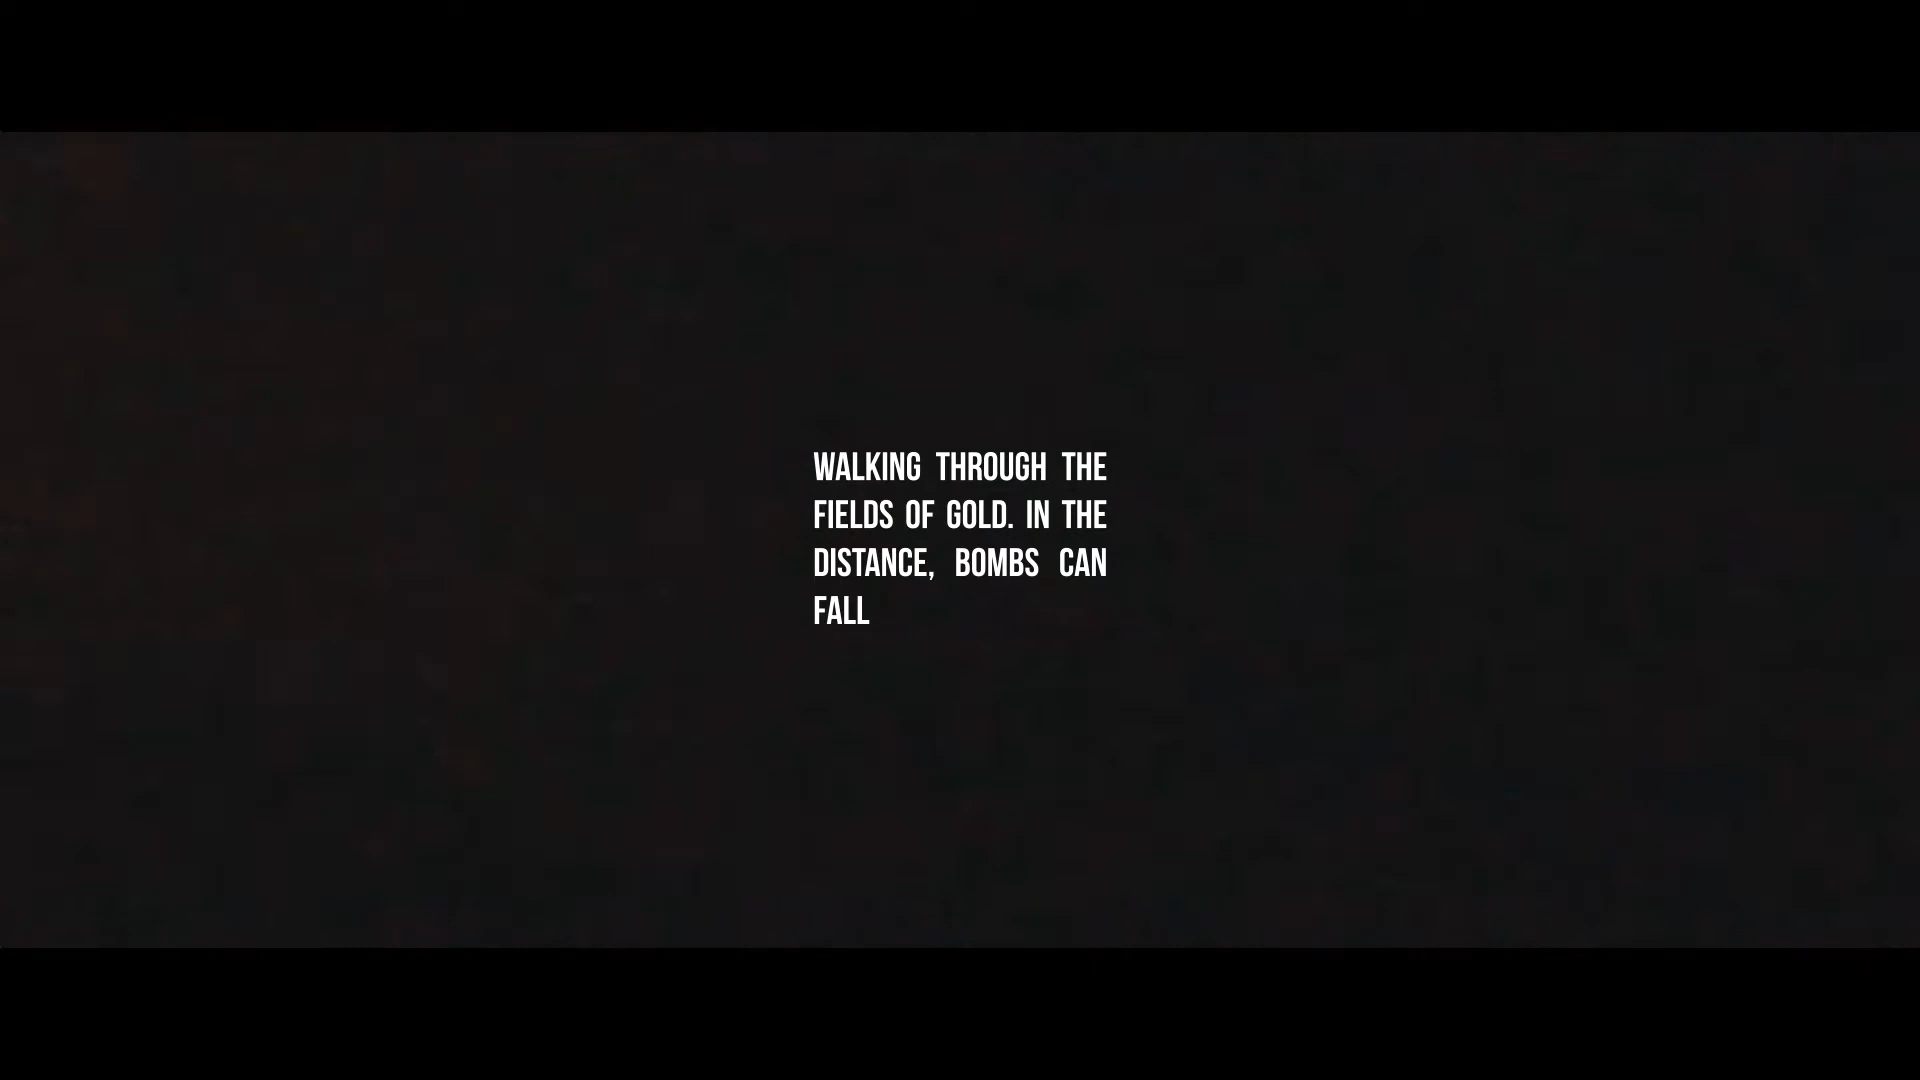 WALKING THROUGH THE
FIELDS OF GOLD. IN THE
DISTANCE, BOMBS CAN
FALL